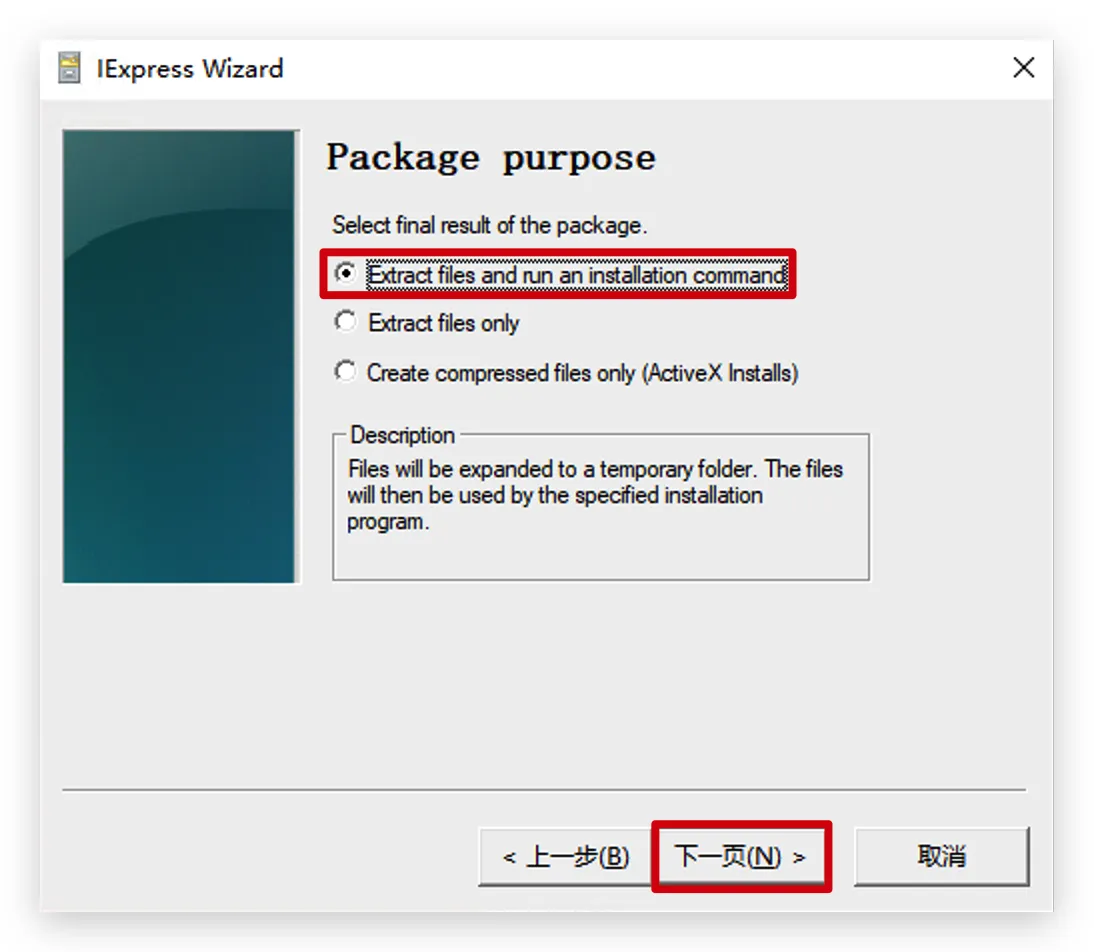 IExpress Wizard
Package purpose
Select final result of the package.
Extract files and run an installation command
Extract files only
Create compressed files only (ActiveX Installs)
Description
Files will be expanded to a temporary folder. The files
will then be used by the specified installation
program.
< 上一步(B)
下一页(N) >
取消